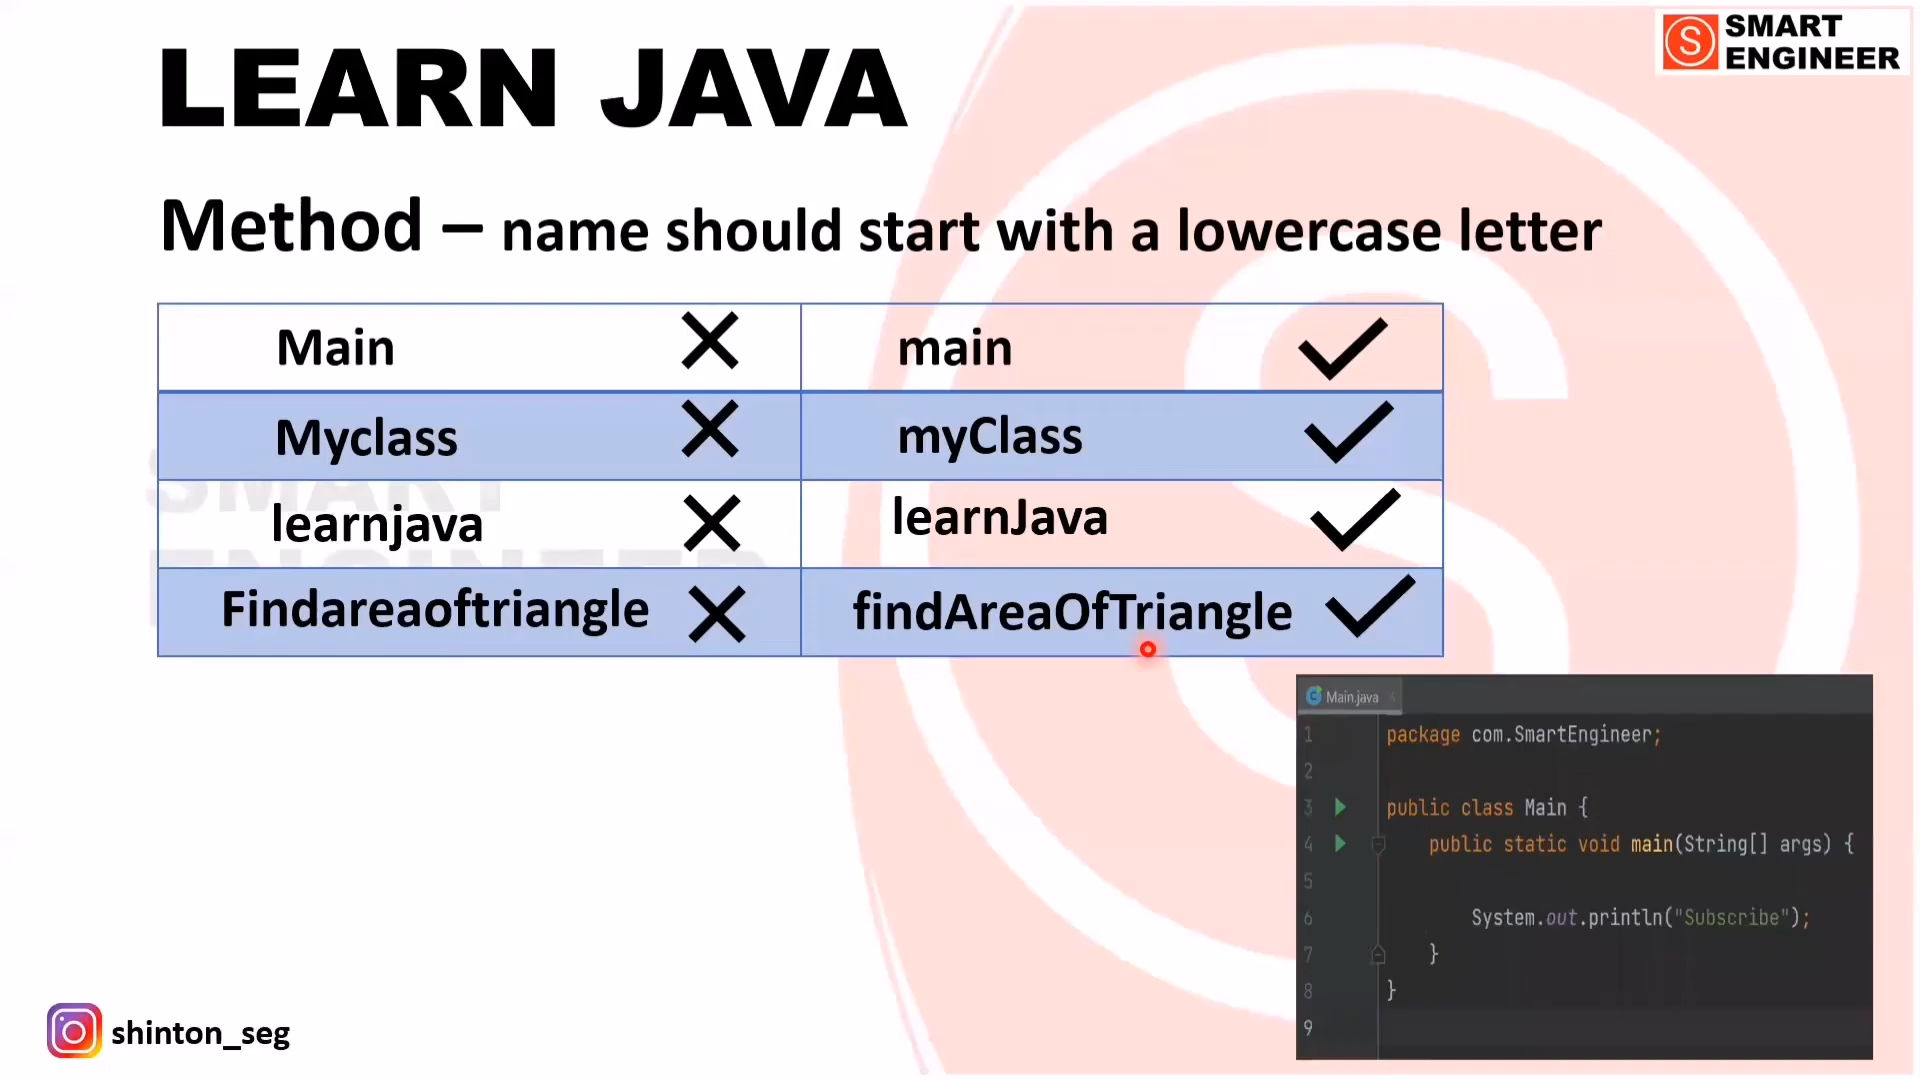 SMART
ENGINEER
LEARN JAVA
Method – name should start with a lowercase letter
Main main
Myclass myClass
learnjava learnJava
Findareaoftriangle findAreaOfTriangle
SMART
ENGINEER
Main.java
1 package com.SmartEngineer;
2
3 public class Main {
4 public static void main(String[] args) {
5
6 System.out.println("Subscribe");
7 }
8 }
9
shinton_seg